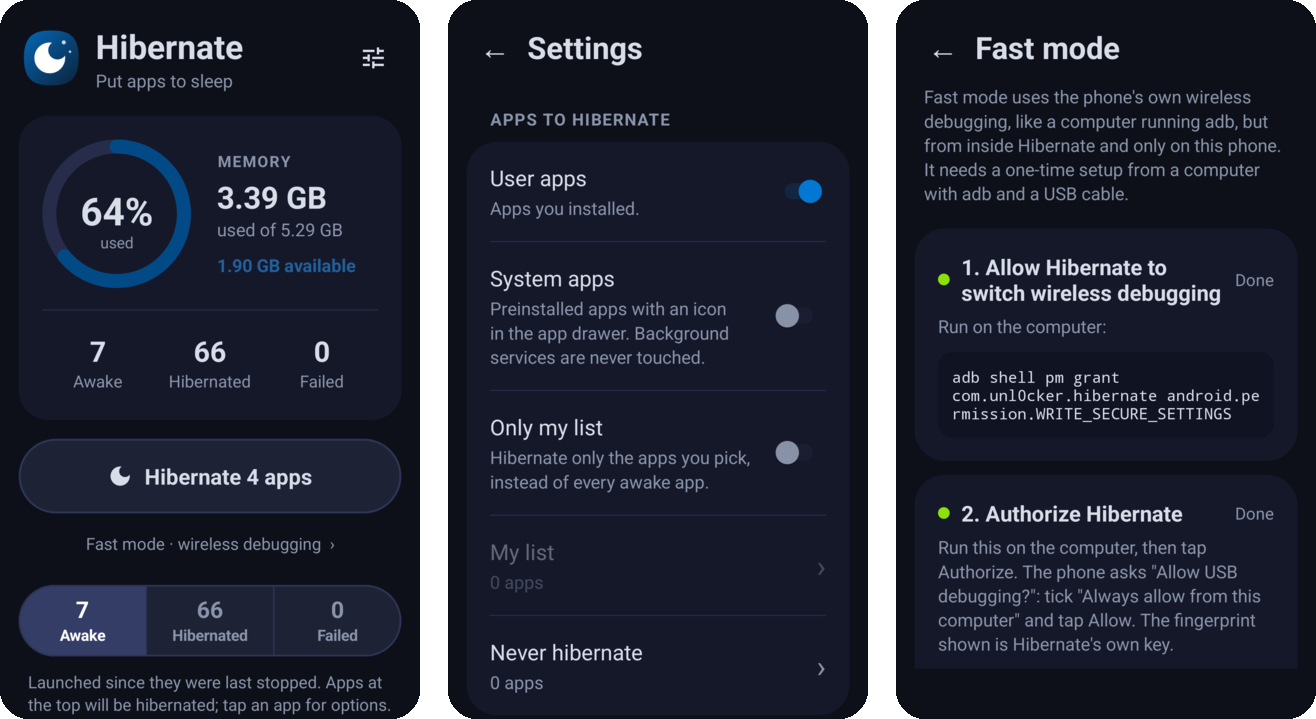 Hibernate
Put apps to sleep
64%
used
MEMORY
3.39 GB
used of 5.29 GB
1.90 GB available
7
Awake
66
Hibernated
0
Failed
Hibernate 4 apps
Fast mode · wireless debugging ›
7
Awake
66
Hibernated
0
Failed
Launched since they were last stopped. Apps at
the top will be hibernated; tap an app for options.
← Settings
APPS TO HIBERNATE
User apps
Apps you installed.
System apps
Preinstalled apps with an icon
in the app drawer. Background
services are never touched.
Only my list
Hibernate only the apps you pick,
instead of every awake app.
My list
0 apps
›
Never hibernate
0 apps
›
← Fast mode
Fast mode uses the phone's own wireless
debugging, like a computer running adb, but
from inside Hibernate and only on this phone.
It needs a one-time setup from a computer
with adb and a USB cable.
1. Allow Hibernate to
switch wireless debugging
Done
Run on the computer:
adb shell pm grant
com.unl0cker.hibernate android.pe
rmission.WRITE_SECURE_SETTINGS
2. Authorize Hibernate
Done
Run this on the computer, then tap
Authorize. The phone asks "Allow USB
debugging?": tick "Always allow from this
computer" and tap Allow. The fingerprint
shown is Hibernate's own key.